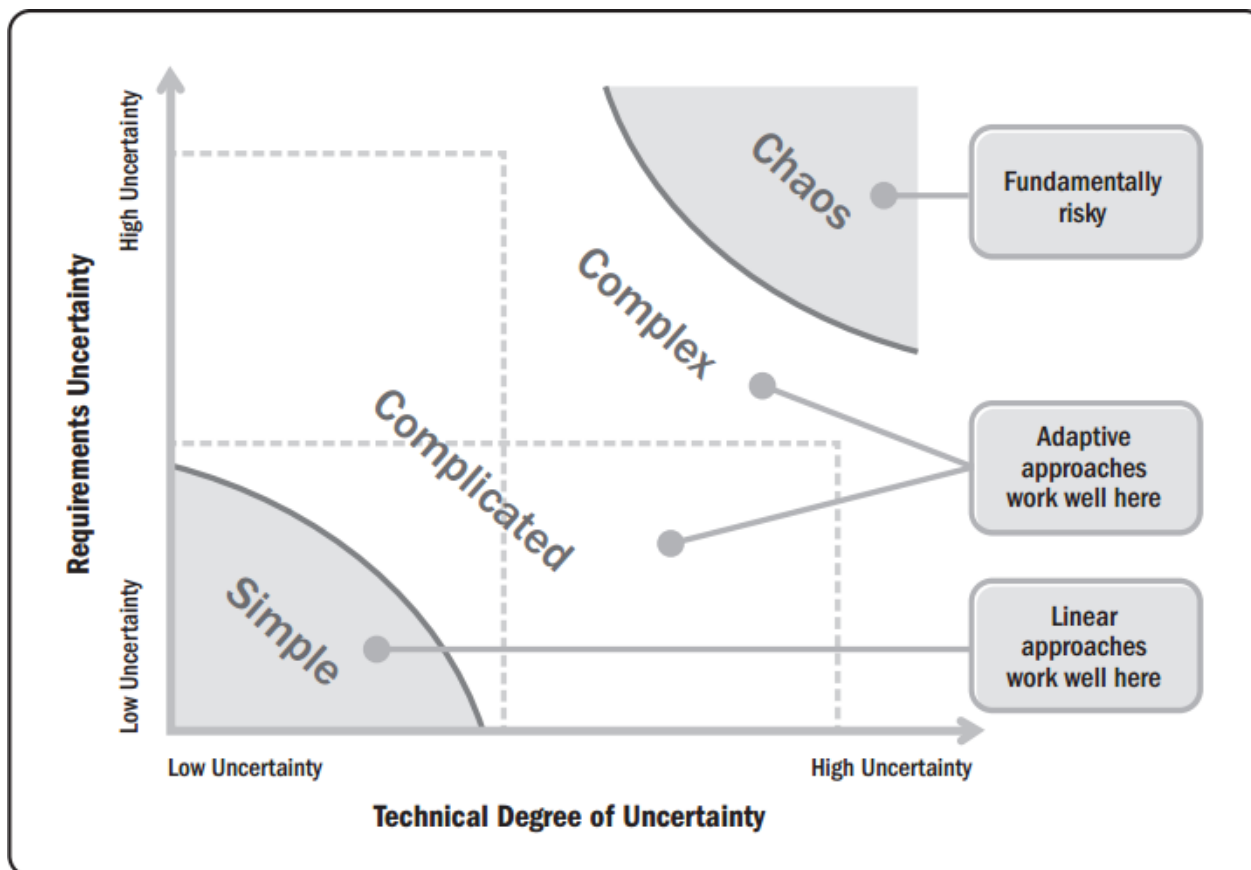 High Uncertainty
Requirements Uncertainty
Low Uncertainty
Chaos
Complex
Complicated
Simple
Fundamentally
risky
Adaptive
approaches
work well here
Linear
approaches
work well here
Low Uncertainty
High Uncertainty
Technical Degree of Uncertainty